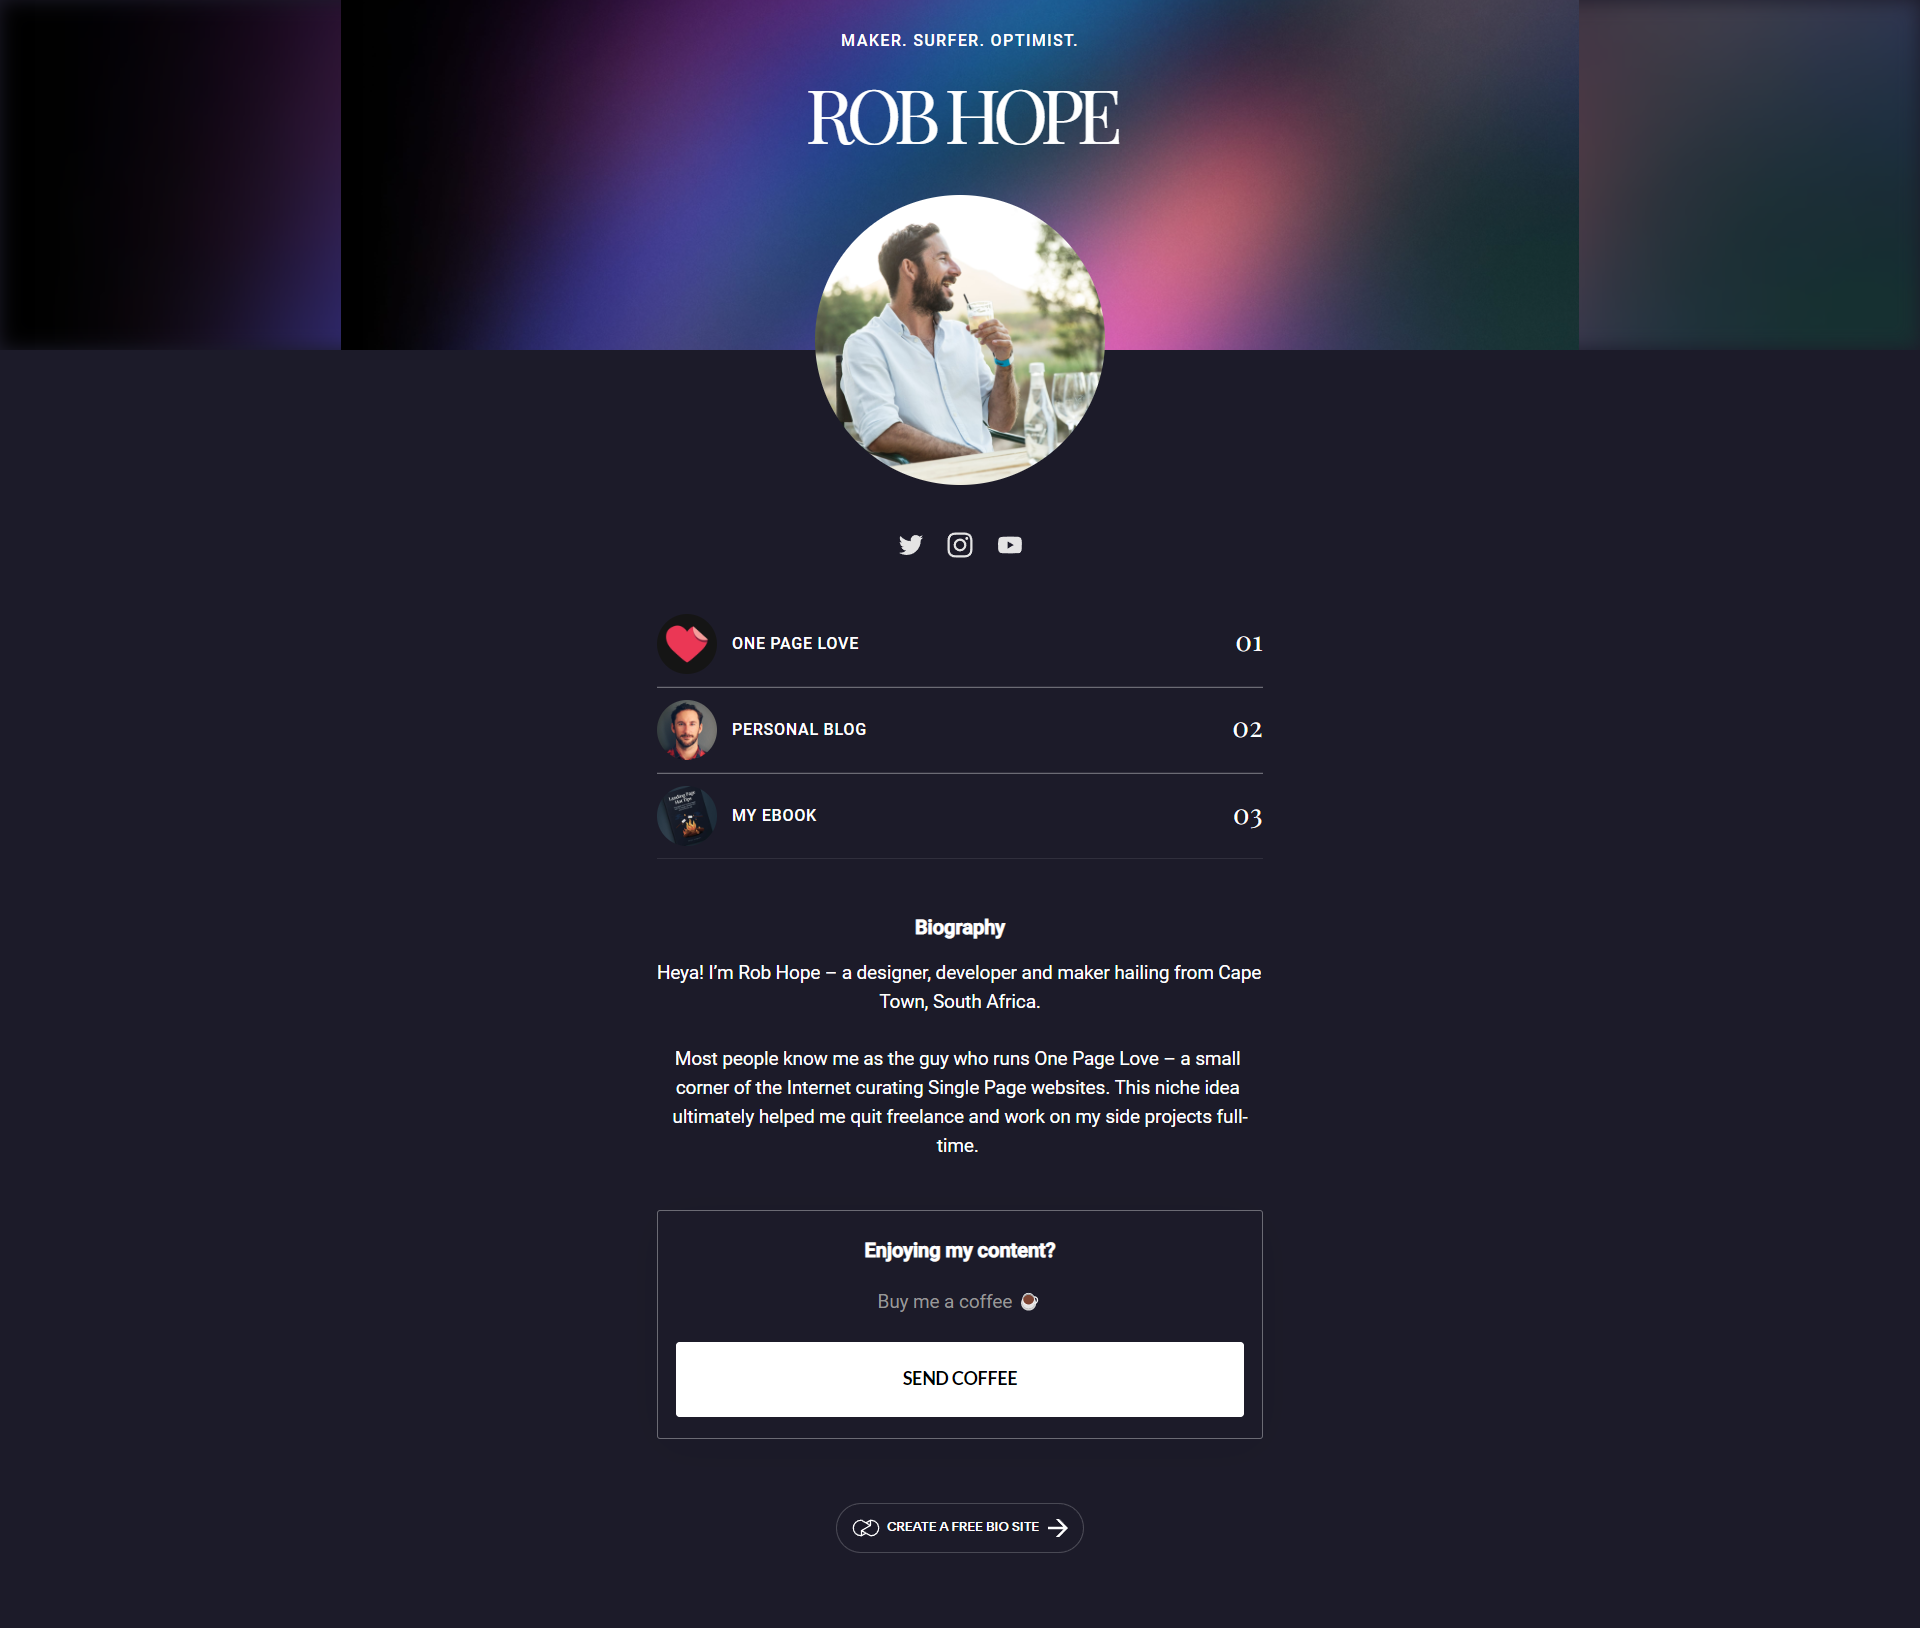 MAKER. SURFER. OPTIMIST.
ROB HOPE
ONE PAGE LOVE
01
PERSONAL BLOG
02
Landing Page
Hot Tips
MY EBOOK
03
Biography
Heya! I’m Rob Hope – a designer, developer and maker hailing from Cape
Town, South Africa.
Most people know me as the guy who runs One Page Love – a small
corner of the Internet curating Single Page websites. This niche idea
ultimately helped me quit freelance and work on my side projects full-
time.
Enjoying my content?
Buy me a coffee ☕
SEND COFFEE
CREATE A FREE BIO SITE